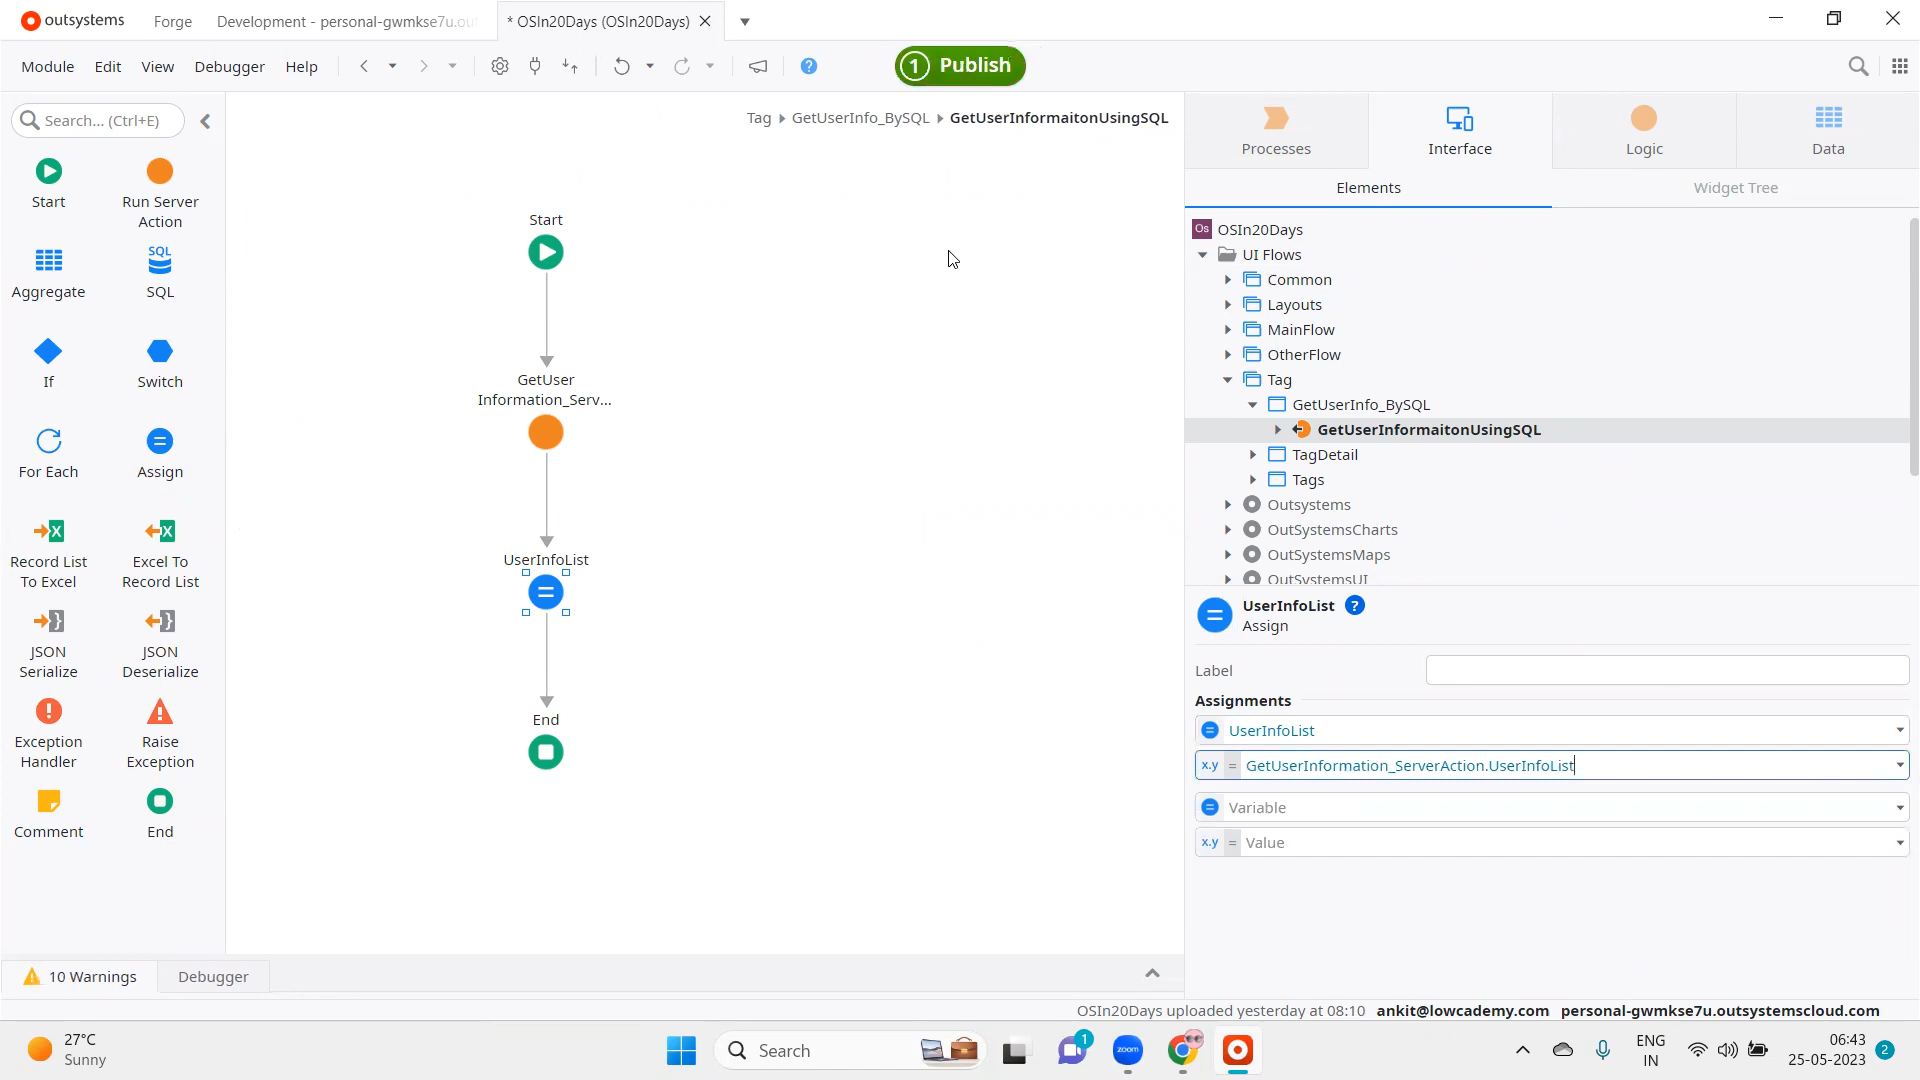 outsystems
Forge
Development - personal-gwmkse7u.ou
* OSIn20Days (OSIn20Days)
Module Edit View Debugger Help
1 Publish
Search... (Ctrl+E)
Start
Run Server
Action
Aggregate
SQL
SQL
If
Switch
For Each
Assign
Record List
To Excel
Excel To
Record List
JSON
Serialize
JSON
Deserialize
Exception
Handler
Raise
Exception
Comment
End
Tag GetUserInfo_BySQL GetUserInformaitonUsingSQL
Start
GetUser
Information_Serv...
UserInfoList
End
Processes
Interface
Logic
Data
Elements
Widget Tree
Os OSIn20Days
UI Flows
Common
Layouts
MainFlow
OtherFlow
Tag
GetUserInfo_BySQL
GetUserInformaitonUsingSQL
TagDetail
Tags
Outsystems
OutSystemsCharts
OutSystemsMaps
OutSystemsUI
UserInfoList ?
Assign
Label
Assignments
UserInfoList
x.y = GetUserInformation_ServerAction.UserInfoList
Variable
x.y = Value
10 Warnings
Debugger
OSIn20Days uploaded yesterday at 08:10 ankit@lowcademy.com personal-gwmkse7u.outsystemscloud.com
27°C
Sunny
Search
1
zoom
ENG
IN
06:43
25-05-2023
2